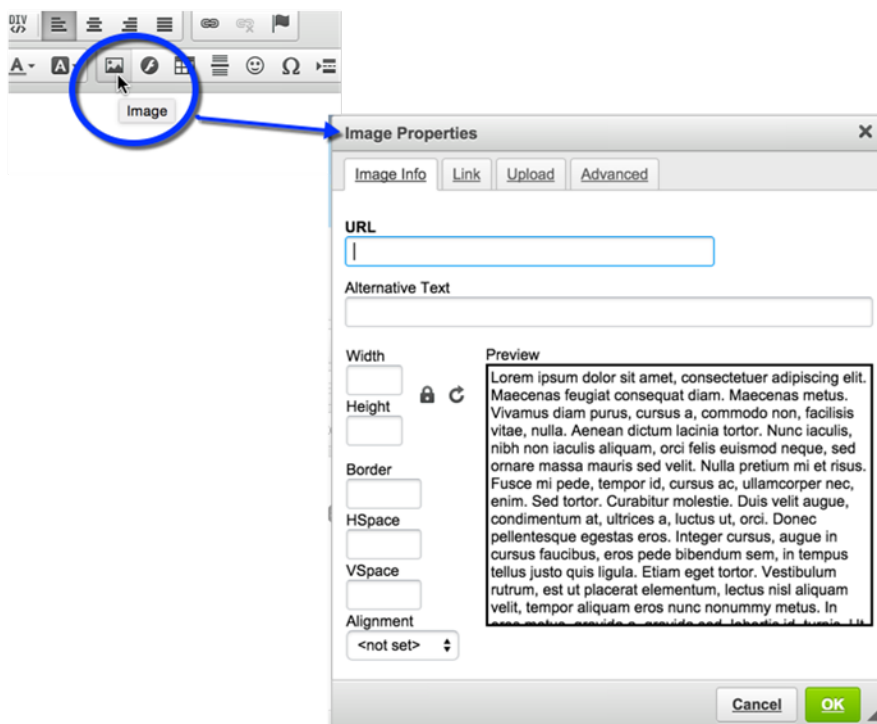 DIV
A A
Ω
Image
Image Properties
Image Info Link Upload Advanced
URL
Alternative Text
Width
Height
Border
HSpace
VSpace
Alignment
<not set>
Preview
Lorem ipsum dolor sit amet, consectetuer adipiscing elit.
Maecenas feugiat consequat diam. Maecenas metus.
Vivamus diam purus, cursus a, commodo non, facilisis
vitae, nulla. Aenean dictum lacinia tortor. Nunc iaculis,
nibh non iaculis aliquam, orci felis euismod neque, sed
ornare massa mauris sed velit. Nulla pretium mi et risus.
Fusce mi pede, tempor id, cursus ac, ullamcorper nec,
enim. Sed tortor. Curabitur molestie. Duis velit augue,
condimentum at, ultrices a, luctus ut, orci. Donec
pellentesque egestas eros. Integer cursus, augue in
cursus faucibus, eros pede bibendum sem, in tempus
tellus justo quis ligula. Etiam eget tortor. Vestibulum
rutrum, est ut placerat elementum, lectus nisl aliquam
velit, tempor aliquam eros nunc nonummy metus. In
Cancel OK